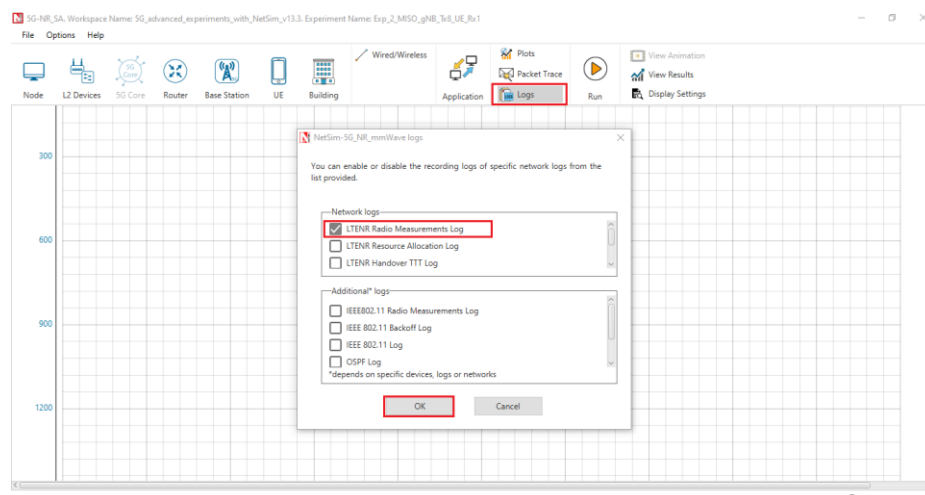 5G-NR_SA. Workspace Name: 5G_advanced_experiments_with_NetSim_v13.3. Experiment Name: Exp_2_MISO_gNB_Tx8_UE_Rx1
File Options Help
Node
L2 Devices
5G Core
5G Core
Router
Base Station
UE
Building
Wired/Wireless
Application
Plots
Packet Trace
Logs
Run
View Animation
View Results
Display Settings
300
600
900
1200
NetSim-5G_NR_mmWave logs
You can enable or disable the recording logs of specific network logs from the
list provided.
Network logs
LTENR Radio Measurements Log
LTENR Resource Allocation Log
LTENR Handover TTT Log
Additional* logs
IEEE802.11 Radio Measurements Log
IEEE 802.11 Backoff Log
IEEE 802.11 Log
OSPF Log
*depends on specific devices, logs or networks
OK
Cancel